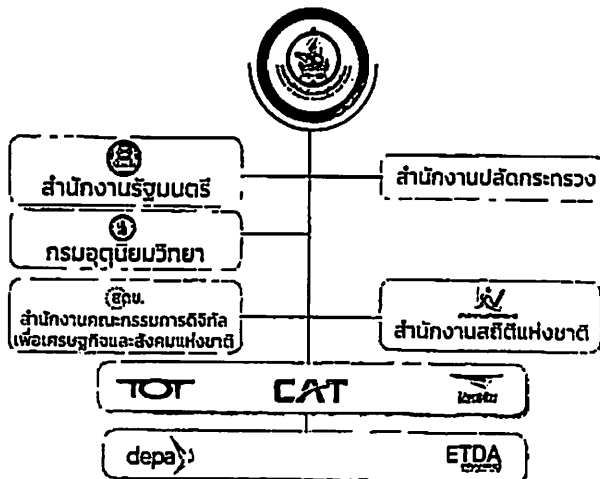 สำนักงานรัฐมนตรี
สำนักงานปลัดกระทรวง
กรมอุตุนิยมวิทยา
สดช.
สำนักงานคณะกรรมการดิจิทัล
เพื่อเศรษฐกิจและสังคมแห่งชาติ
สำนักงานสถิติแห่งชาติ
TOT CAT
depa ETDA